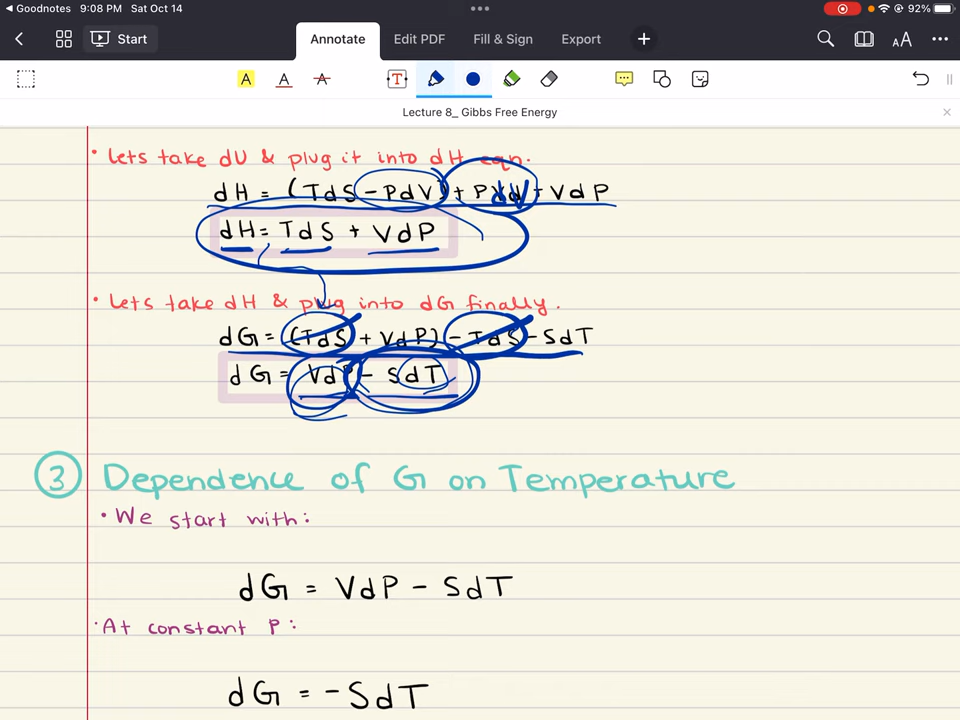 Goodnotes 9:08 PM Sat Oct 14 92%
Start Annotate Edit PDF Fill & Sign Export
Lecture 8_ Gibbs Free Energy
• Lets take dU & plug it into dH eqn.
dH = (TdS - PdV) + PdV + VdP
dH = TdS + VdP
• Lets take dH & plug into dG finally.
dG = (TdS + VdP) - TdS - SdT
dG = VdP - SdT
3 Dependence of G on Temperature
• We start with:
dG = VdP - SdT
• At constant P:
dG = -SdT